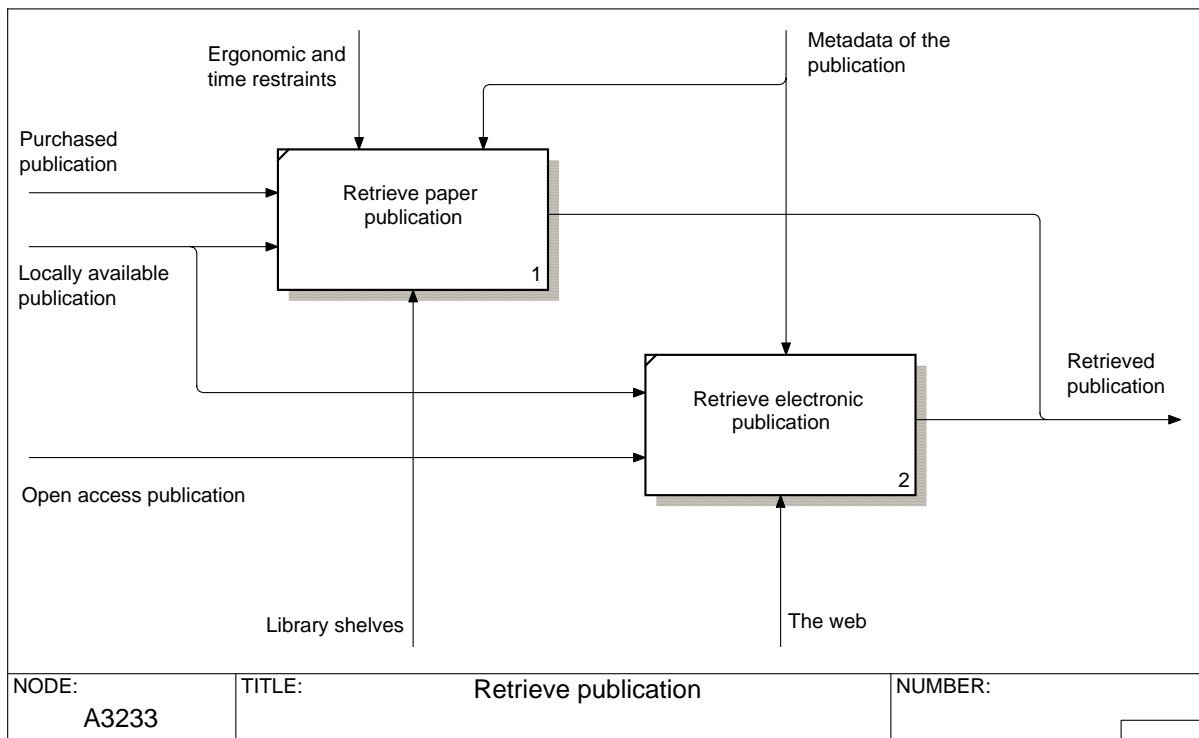 Ergonomic and
time restraints
Metadata of the
publication
Purchased
publication
Retrieve paper
publication
1
Locally available
publication
Retrieved
publication
Retrieve electronic
publication
2
Open access publication
Library shelves
The web
NODE:
A3233
TITLE:
Retrieve publication
NUMBER: